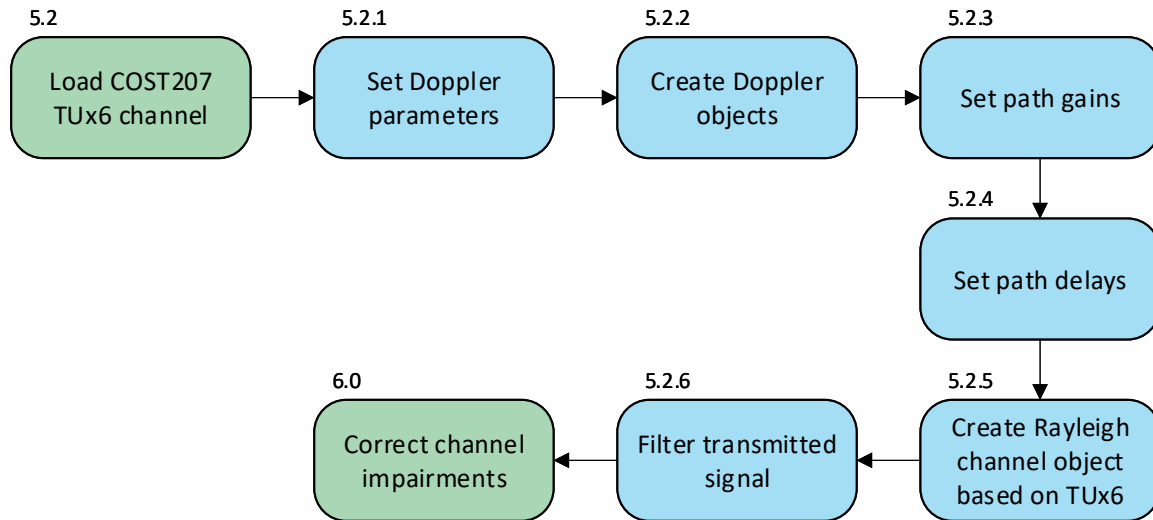 5.2
Load COST207
TUx6 channel
5.2.1
Set Doppler
parameters
5.2.2
Create Doppler
objects
5.2.3
Set path gains
5.2.4
Set path delays
5.2.5
Create Rayleigh
channel object
based on TUx6
5.2.6
Filter transmitted
signal
6.0
Correct channel
impairments